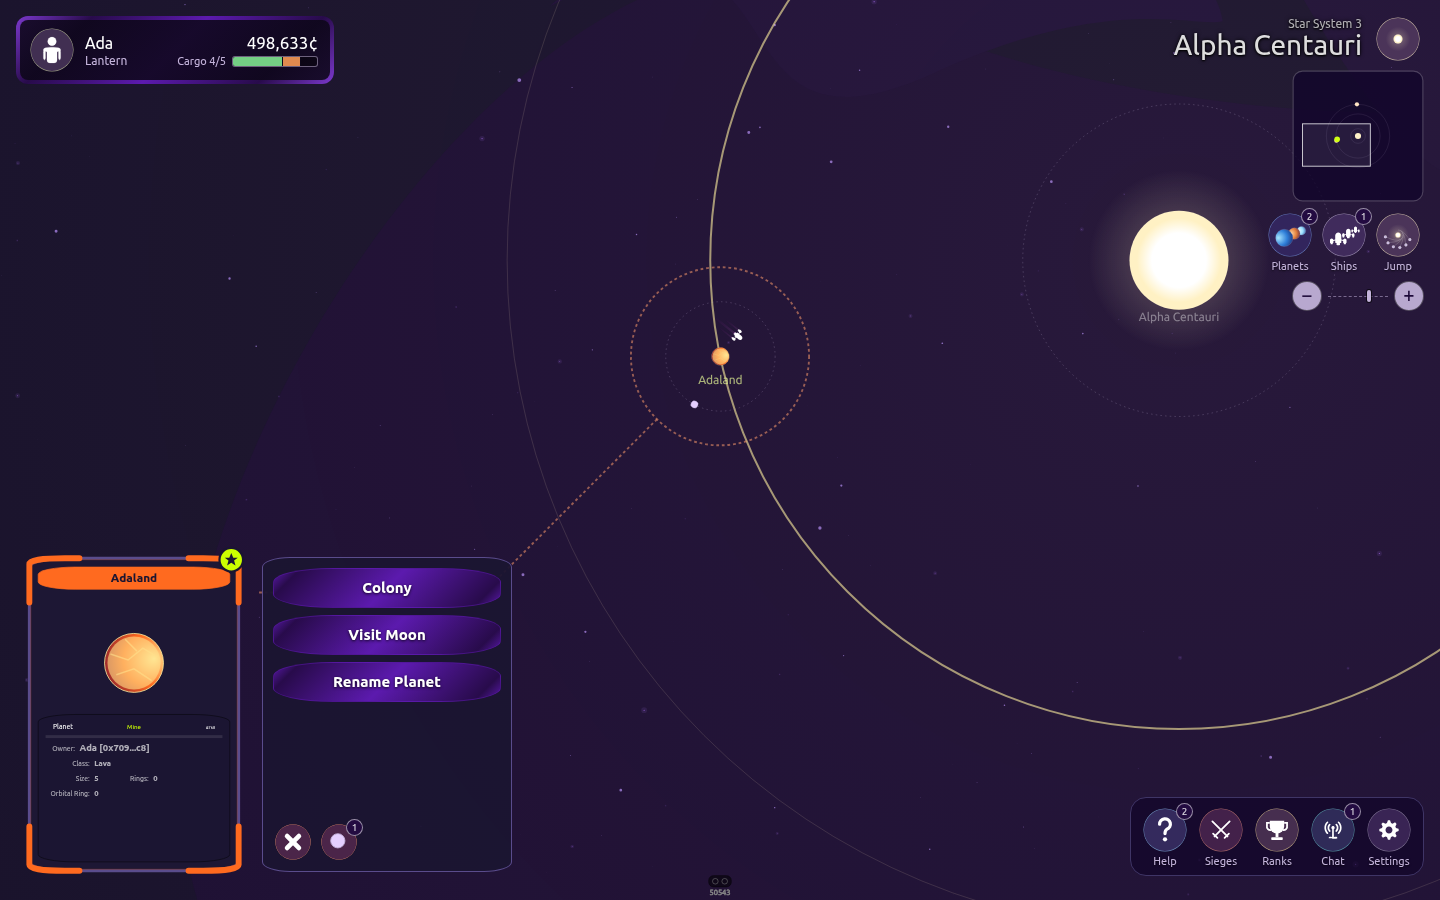 Ada
498,633¢
Lantern
Cargo 4/5
Star System 3
Alpha Centauri
2
1
Planets
Ships
Jump
Alpha Centauri
Adaland
Adaland
Planet
Mine
Owner: Ada [0x709...c8]
Class: Lava
Size: 5
Rings: 0
Orbital Ring: 0
Colony
Visit Moon
Rename Planet
1
2
1
Help
Sieges
Ranks
Chat
Settings
50543